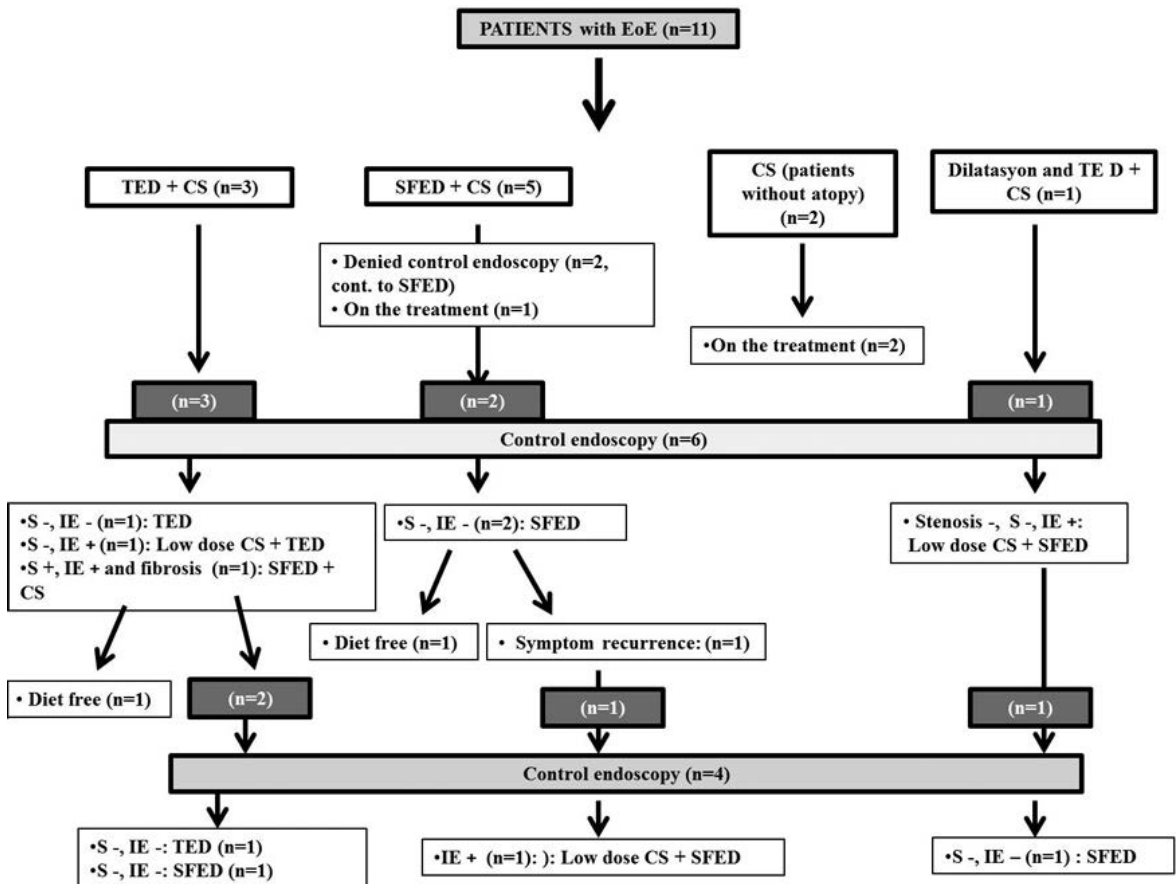 PATIENTS with EoE (n=11)
TED + CS (n=3)
SFED + CS (n=5)
CS (patients
without atopy)
(n=2)
Dilatasyon and TE D +
CS (n=1)
• Denied control endoscopy (n=2,
cont. to SFED)
• On the treatment (n=1)
•On the treatment (n=2)
(n=3)
(n=2)
(n=1)
Control endoscopy (n=6)
•S -, IE - (n=1): TED
•S -, IE + (n=1): Low dose CS + TED
•S +, IE + and fibrosis (n=1): SFED +
CS
•S -, IE - (n=2): SFED
• Stenosis -, S -, IE +:
Low dose CS + SFED
• Diet free (n=1)
• Symptom recurrence: (n=1)
• Diet free (n=1)
(n=2)
(n=1)
(n=1)
Control endoscopy (n=4)
•S -, IE -: TED (n=1)
•S -, IE -: SFED (n=1)
•IE + (n=1): ): Low dose CS + SFED
•S -, IE – (n=1) : SFED